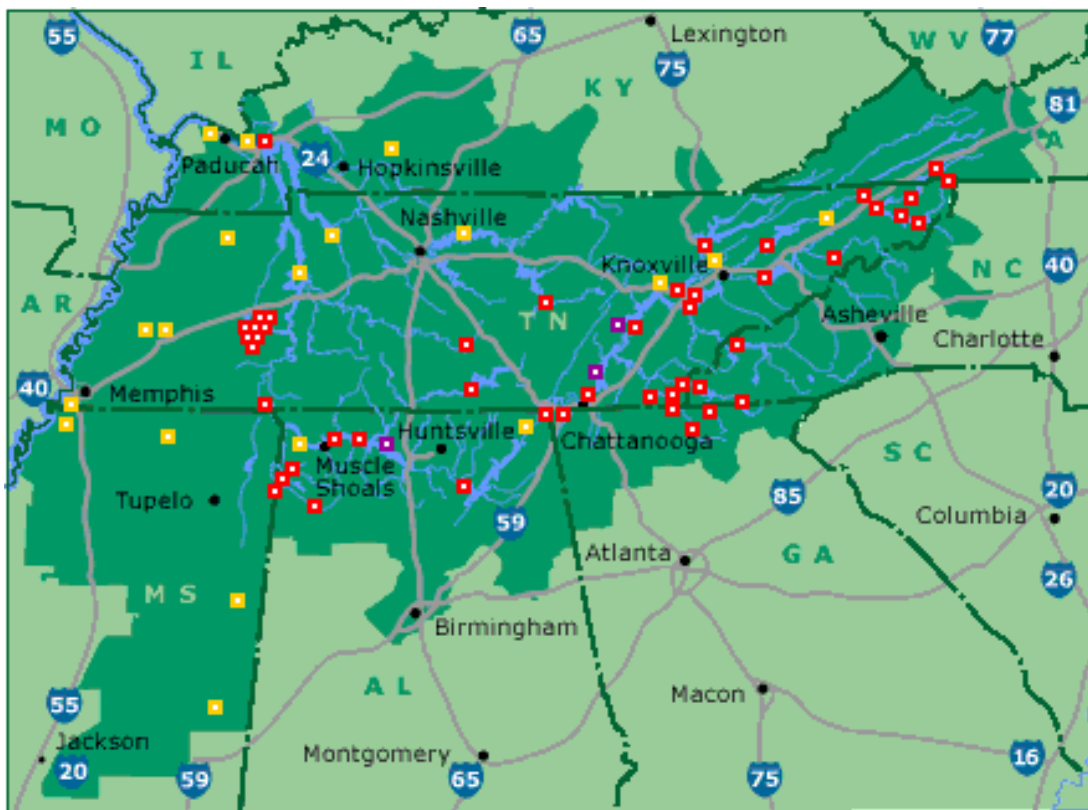 55
65
WV
77
Lexington
IL
75
KY
MO
81
A
Paducah
24
Hopkinsville
Nashville
NC
Knoxville
40
AR
TN
Asheville
Charlotte
40
Memphis
Huntsville
Chattanooga
Muscle
Shoals
SC
Tupelo
85
20
59
Columbia
Atlanta
GA
26
MS
Birmingham
AL
55
Macon
Jackson
Montgomery
16
20
59
65
75